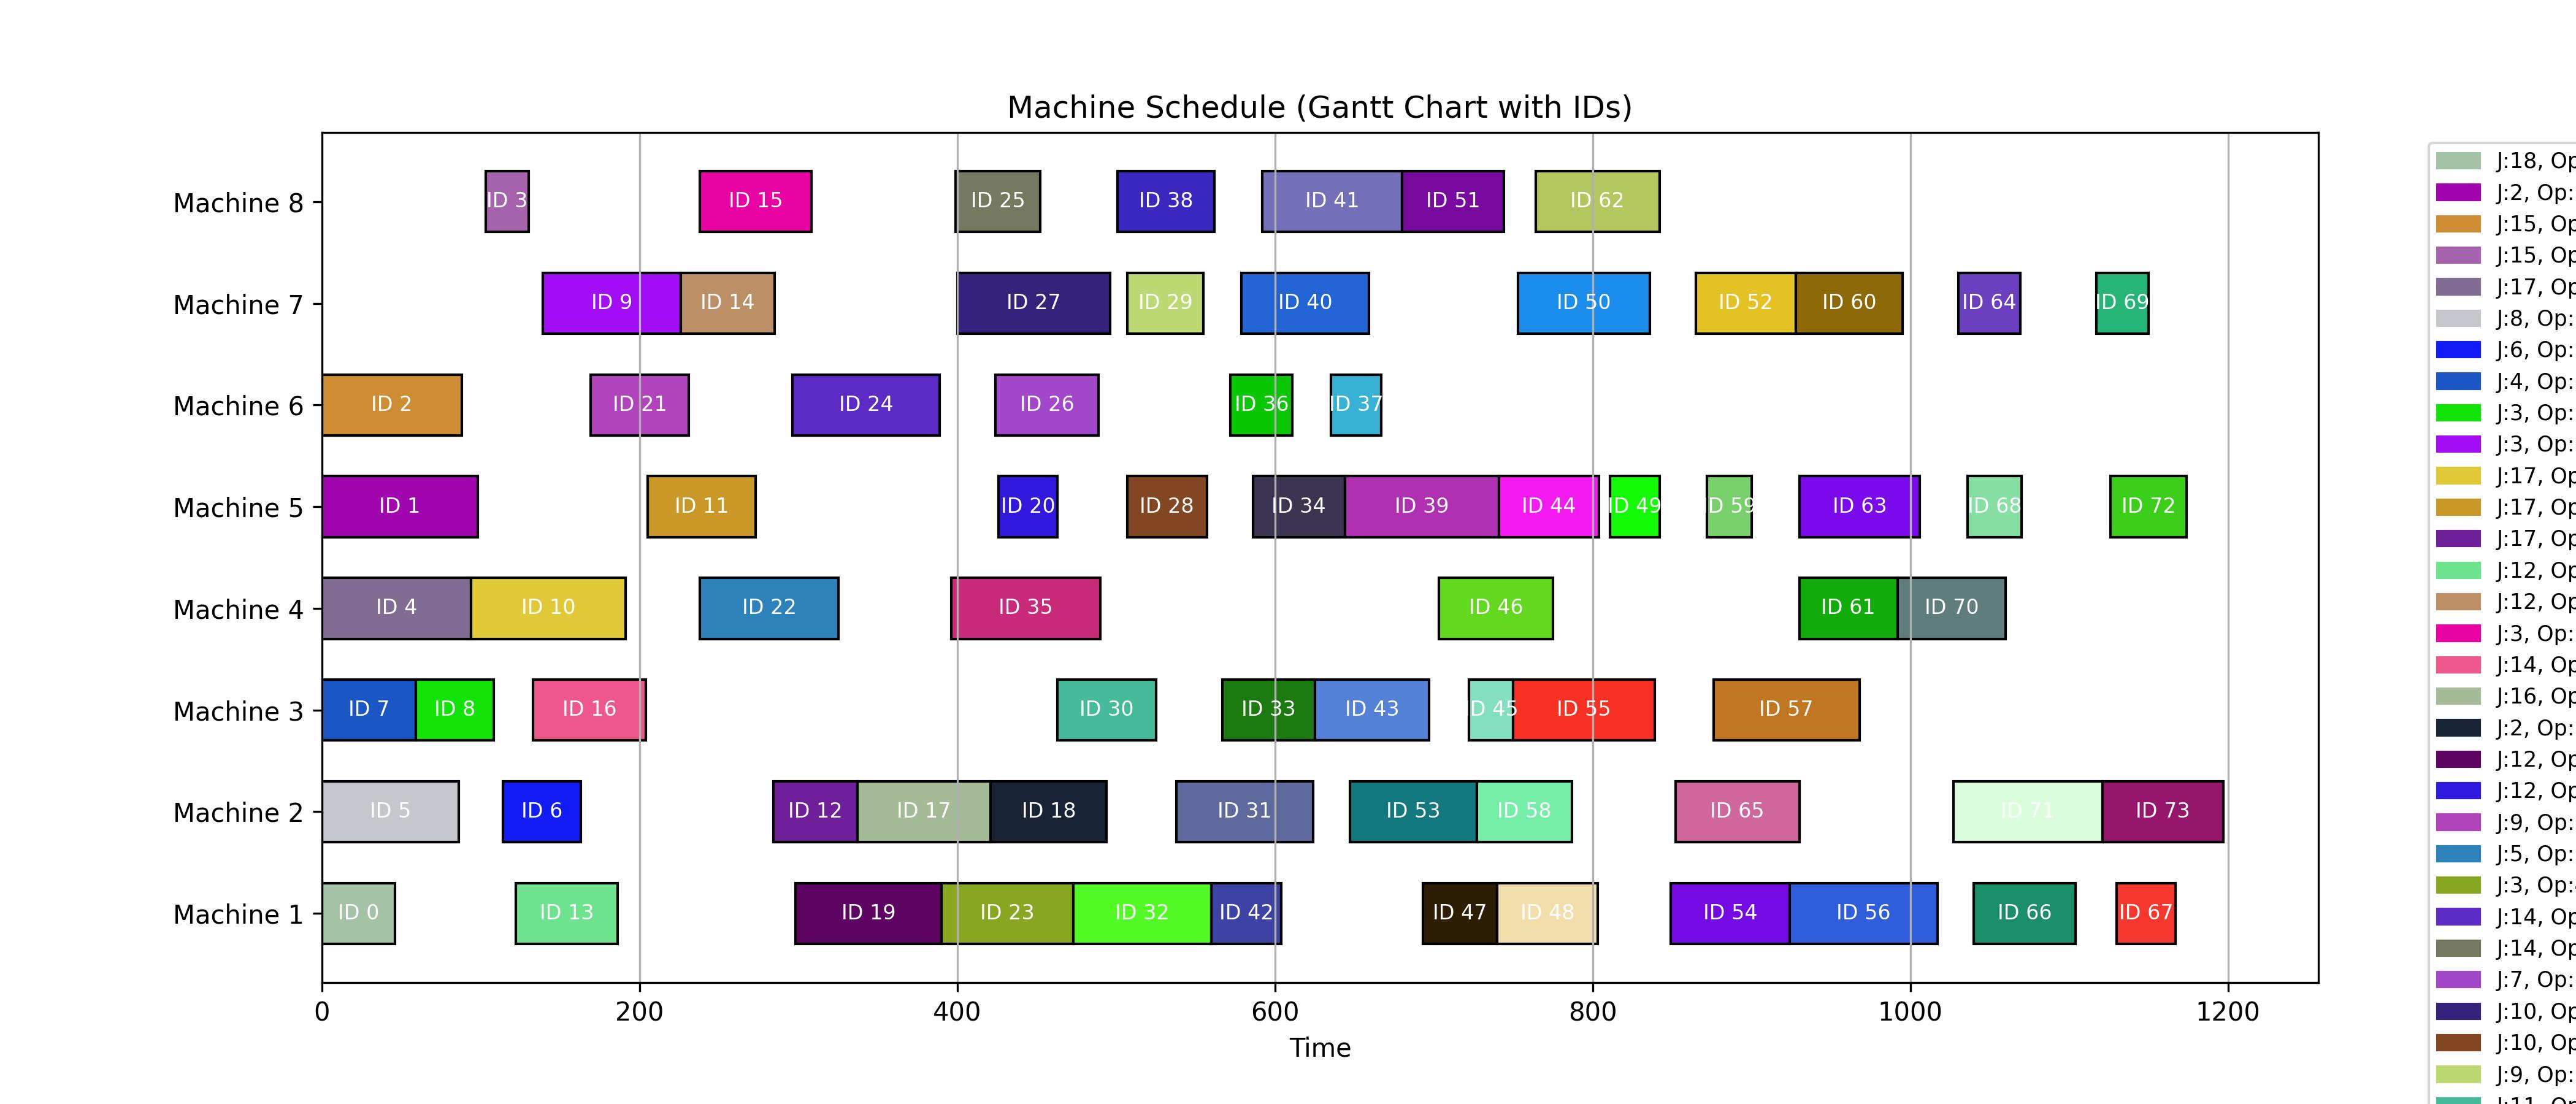 Machine Schedule (Gantt Chart with IDs)
Machine 8
ID 3
ID 15
ID 25
ID 38
ID 41
ID 51
ID 62
Machine 7
ID 9
ID 14
ID 27
ID 29
ID 40
ID 50
ID 52
ID 60
ID 64
ID 69
Machine 6
ID 2
ID 21
ID 24
ID 26
ID 36
ID 37
Machine 5
ID 1
ID 11
ID 20
ID 28
ID 34
ID 39
ID 44
ID 49
ID 59
ID 63
ID 68
ID 72
Machine 4
ID 4
ID 10
ID 22
ID 35
ID 46
ID 61
ID 70
Machine 3
ID 7
ID 8
ID 16
ID 30
ID 33
ID 43
ID 45
ID 55
ID 57
Machine 2
ID 5
ID 6
ID 12
ID 17
ID 18
ID 31
ID 53
ID 58
ID 65
ID 71
ID 73
Machine 1
ID 0
ID 13
ID 19
ID 23
ID 32
ID 42
ID 47
ID 48
ID 54
ID 56
ID 66
ID 67
0 200 400 600 800 1000 1200
Time
J:18, Op
J:2, Op:
J:15, Op
J:15, Op
J:17, Op
J:8, Op:
J:6, Op:
J:4, Op:
J:3, Op:
J:3, Op:
J:17, Op
J:17, Op
J:17, Op
J:12, Op
J:12, Op
J:3, Op:
J:14, Op
J:16, Op
J:2, Op:
J:12, Op
J:12, Op
J:9, Op:
J:5, Op:
J:3, Op:
J:14, Op
J:14, Op
J:7, Op:
J:10, Op
J:10, Op
J:9, Op: